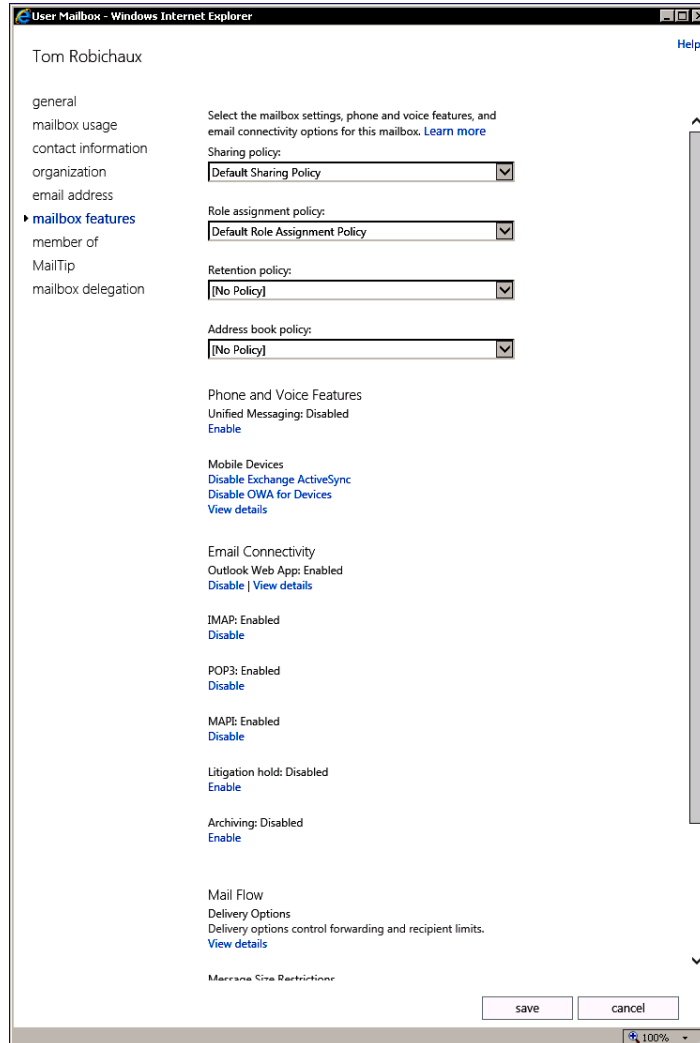 User Mailbox - Windows Internet Explorer
Help
Tom Robichaux
general
mailbox usage
contact information
organization
email address
mailbox features
member of
MailTip
mailbox delegation
Select the mailbox settings, phone and voice features, and
email connectivity options for this mailbox. Learn more
Sharing policy:
Default Sharing Policy
Role assignment policy:
Default Role Assignment Policy
Retention policy:
[No Policy]
Address book policy:
[No Policy]
Phone and Voice Features
Unified Messaging: Disabled
Enable
Mobile Devices
Disable Exchange ActiveSync
Disable OWA for Devices
View details
Email Connectivity
Outlook Web App: Enabled
Disable | View details
IMAP: Enabled
Disable
POP3: Enabled
Disable
MAPI: Enabled
Disable
Litigation hold: Disabled
Enable
Archiving: Disabled
Enable
Mail Flow
Delivery Options
Delivery options control forwarding and recipient limits.
View details
Message Size Restrictions
save
cancel
100%